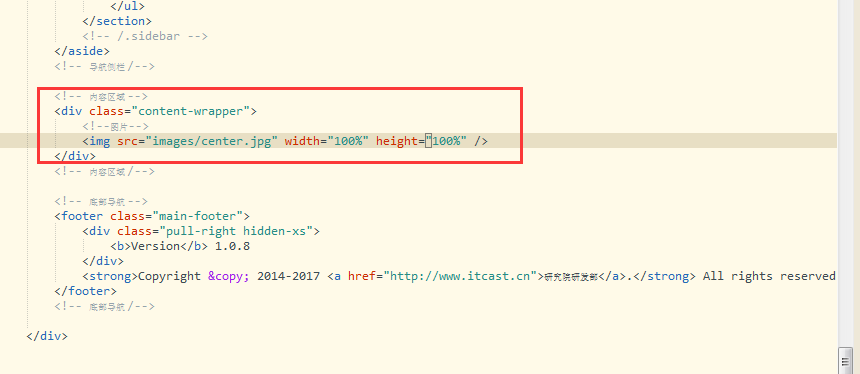 </ul>
</section>
<!-- /.sidebar -->
</aside>
<!-- 导航侧栏 /-->
<!-- 内容区域 -->
<div class="content-wrapper">
<!--图片-->
<img src="images/center.jpg" width="100%" height="100%" />
</div>
<!-- 内容区域 /-->
<!-- 底部导航 -->
<footer class="main-footer">
<div class="pull-right hidden-xs">
<b>Version</b> 1.0.8
</div>
<strong>Copyright &copy; 2014-2017 <a href="http://www.itcast.cn">研究院研发部</a>.</strong> All rights reserved
</footer>
<!-- 底部导航 /-->
</div>